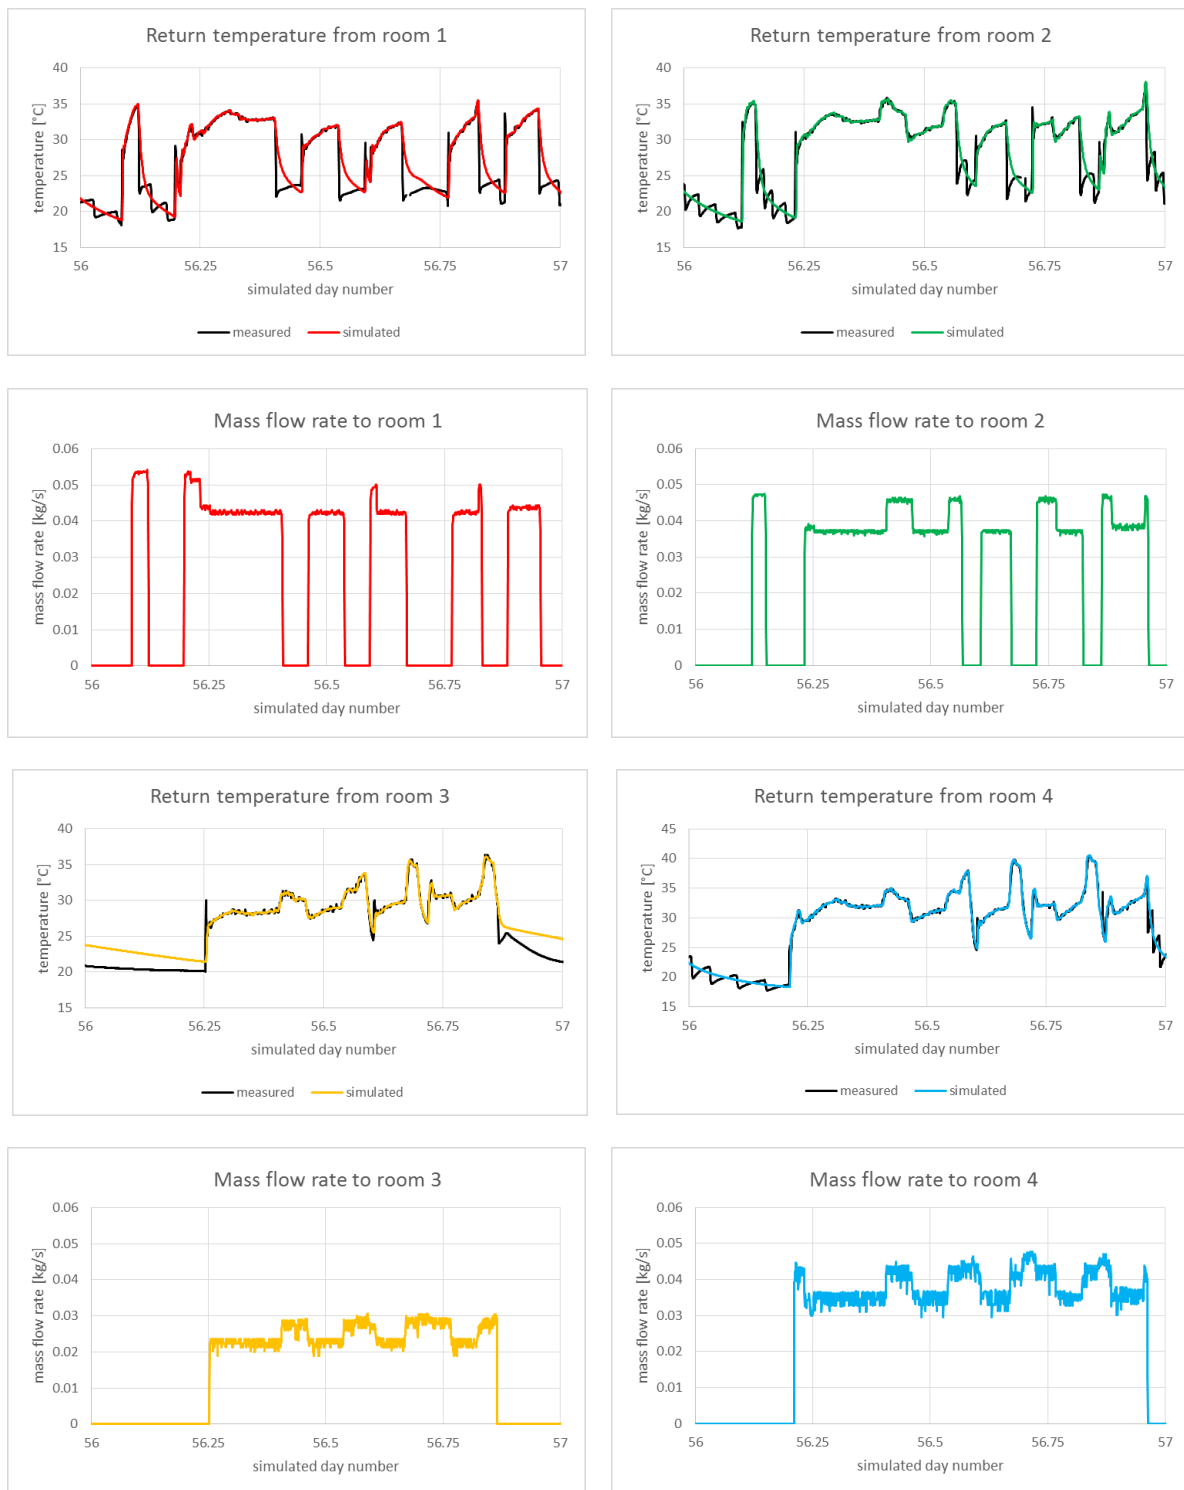 Return temperature from room 1
temperature [°C]
40
35
30
25
20
15
56
56.25
56.5
56.75
57
simulated day number
measured
simulated
Return temperature from room 2
temperature [°C]
40
35
30
25
20
15
56
56.25
56.5
56.75
57
simulated day number
measured
simulated
Mass flow rate to room 1
mass flow rate [kg/s]
0.06
0.05
0.04
0.03
0.02
0.01
0
56
56.25
56.5
56.75
57
simulated day number
Mass flow rate to room 2
mass flow rate [kg/s]
0.06
0.05
0.04
0.03
0.02
0.01
0
56
56.25
56.5
56.75
57
simulated day number
Return temperature from room 3
temperature [°C]
40
35
30
25
20
15
56
56.25
56.5
56.75
57
simulated day number
measured
simulated
Return temperature from room 4
temperature [°C]
45
40
35
30
25
20
15
56
56.25
56.5
56.75
57
simulated day number
measured
simulated
Mass flow rate to room 3
mass flow rate [kg/s]
0.06
0.05
0.04
0.03
0.02
0.01
0
56
56.25
56.5
56.75
57
simulated day number
Mass flow rate to room 4
mass flow rate [kg/s]
0.06
0.05
0.04
0.03
0.02
0.01
0
56
56.25
56.5
56.75
57
simulated day number